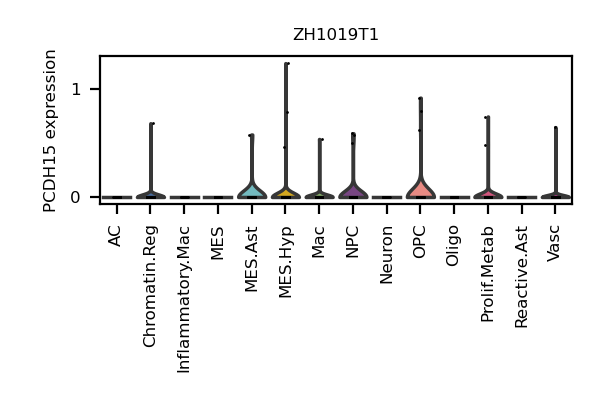 ZH1019T1
PCDH15 expression
1
0
AC
Chromatin.Reg
Inflammatory.Mac
MES
MES.Ast
MES.Hyp
Mac
NPC
Neuron
OPC
Oligo
Prolif.Metab
Reactive.Ast
Vasc